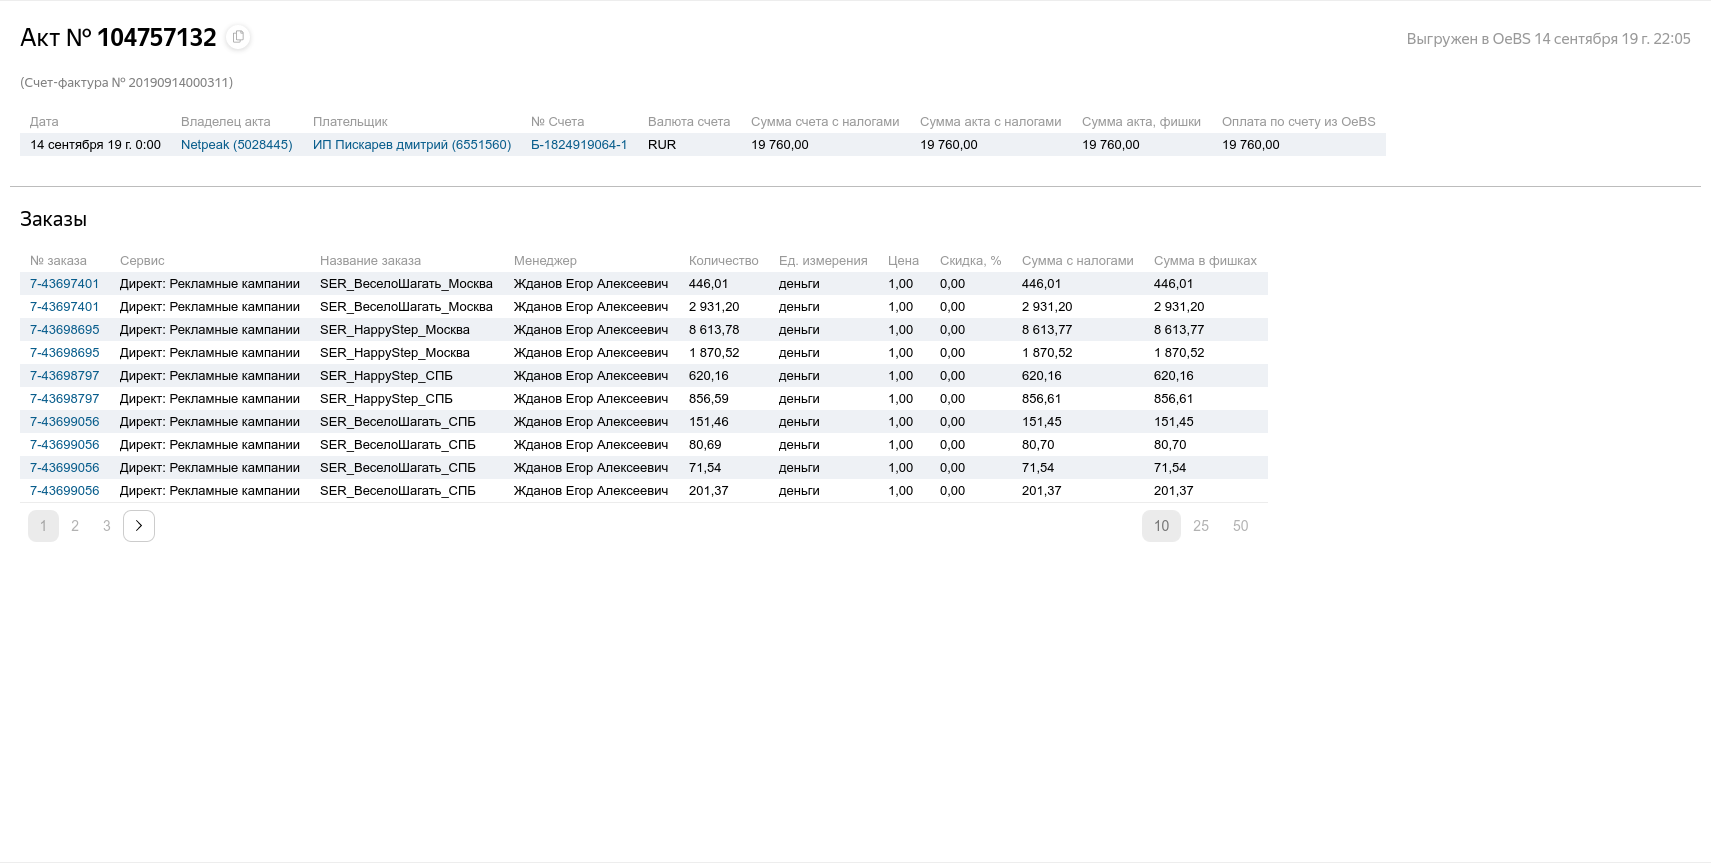 Акт № 104757132
Выгружен в OeBS 14 сентября 19 г. 22:05
(Счет-фактура № 20190914000311)
Дата Владелец акта Плательщик № Счета Валюта счета Сумма счета с налогами Сумма акта с налогами Сумма акта, фишки Оплата по счету из OeBS
14 сентября 19 г. 0:00 Netpeak (5028445) ИП Пискарев дмитрий (6551560) Б-1824919064-1 RUR 19 760,00 19 760,00 19 760,00 19 760,00
Заказы
№ заказа Сервис Название заказа Менеджер Количество Ед. измерения Цена Скидка, % Сумма с налогами Сумма в фишках
7-43697401 Директ: Рекламные кампании SER_ВеселоШагать_Москва Жданов Егор Алексеевич 446,01 деньги 1,00 0,00 446,01 446,01
7-43697401 Директ: Рекламные кампании SER_ВеселоШагать_Москва Жданов Егор Алексеевич 2 931,20 деньги 1,00 0,00 2 931,20 2 931,20
7-43698695 Директ: Рекламные кампании SER_HappyStep_Москва Жданов Егор Алексеевич 8 613,78 деньги 1,00 0,00 8 613,77 8 613,77
7-43698695 Директ: Рекламные кампании SER_HappyStep_Москва Жданов Егор Алексеевич 1 870,52 деньги 1,00 0,00 1 870,52 1 870,52
7-43698797 Директ: Рекламные кампании SER_HappyStep_СПБ Жданов Егор Алексеевич 620,16 деньги 1,00 0,00 620,16 620,16
7-43698797 Директ: Рекламные кампании SER_HappyStep_СПБ Жданов Егор Алексеевич 856,59 деньги 1,00 0,00 856,61 856,61
7-43699056 Директ: Рекламные кампании SER_ВеселоШагать_СПБ Жданов Егор Алексеевич 151,46 деньги 1,00 0,00 151,45 151,45
7-43699056 Директ: Рекламные кампании SER_ВеселоШагать_СПБ Жданов Егор Алексеевич 80,69 деньги 1,00 0,00 80,70 80,70
7-43699056 Директ: Рекламные кампании SER_ВеселоШагать_СПБ Жданов Егор Алексеевич 71,54 деньги 1,00 0,00 71,54 71,54
7-43699056 Директ: Рекламные кампании SER_ВеселоШагать_СПБ Жданов Егор Алексеевич 201,37 деньги 1,00 0,00 201,37 201,37
1 2 3 10 25 50